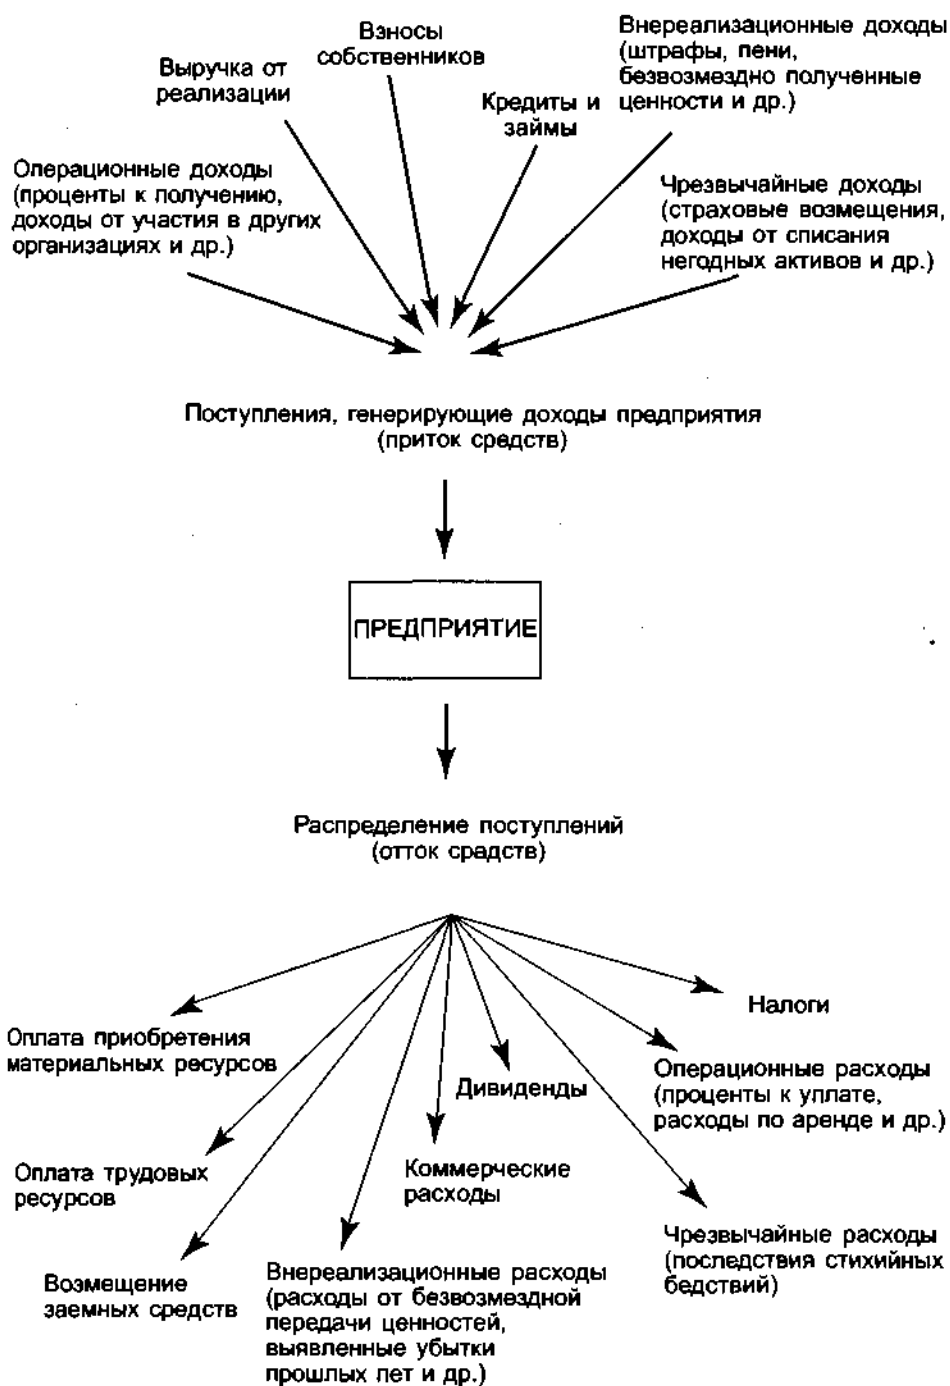 Взносы
собственников
Внереализационные доходы
(штрафы, пени,
безвозмездно полученные
ценности и др.)
Выручка от
реализации
Кредиты и
займы
Олерационные доходы
(проценты к получению,
доходы от участия в других
организациях и др.)
Чрезвычайные доходы
(страховые возмещения,
доходы от списания
негодных активов и др.)
Поступления, генерирующие доходы предприятия
(приток средств)
ПРЕДПРИЯТИЕ
Распределение поступлений
(отток срадств)
Налоги
Оплата приобретения
материальных ресурсов
Дивиденды
Операционные расходы
(проценты к уплате,
расходы по аренде и др.)
Оплата трудовых
ресурсов
Коммерческие
расходы
Чрезвычайные расходы
(последствия стихийных
бедствий)
Возмещение
заемных средств
Внереализационные расходы
(расходы от безвозмездной
передачи ценностей,
выявленные убытки
прошлых лет и др.)